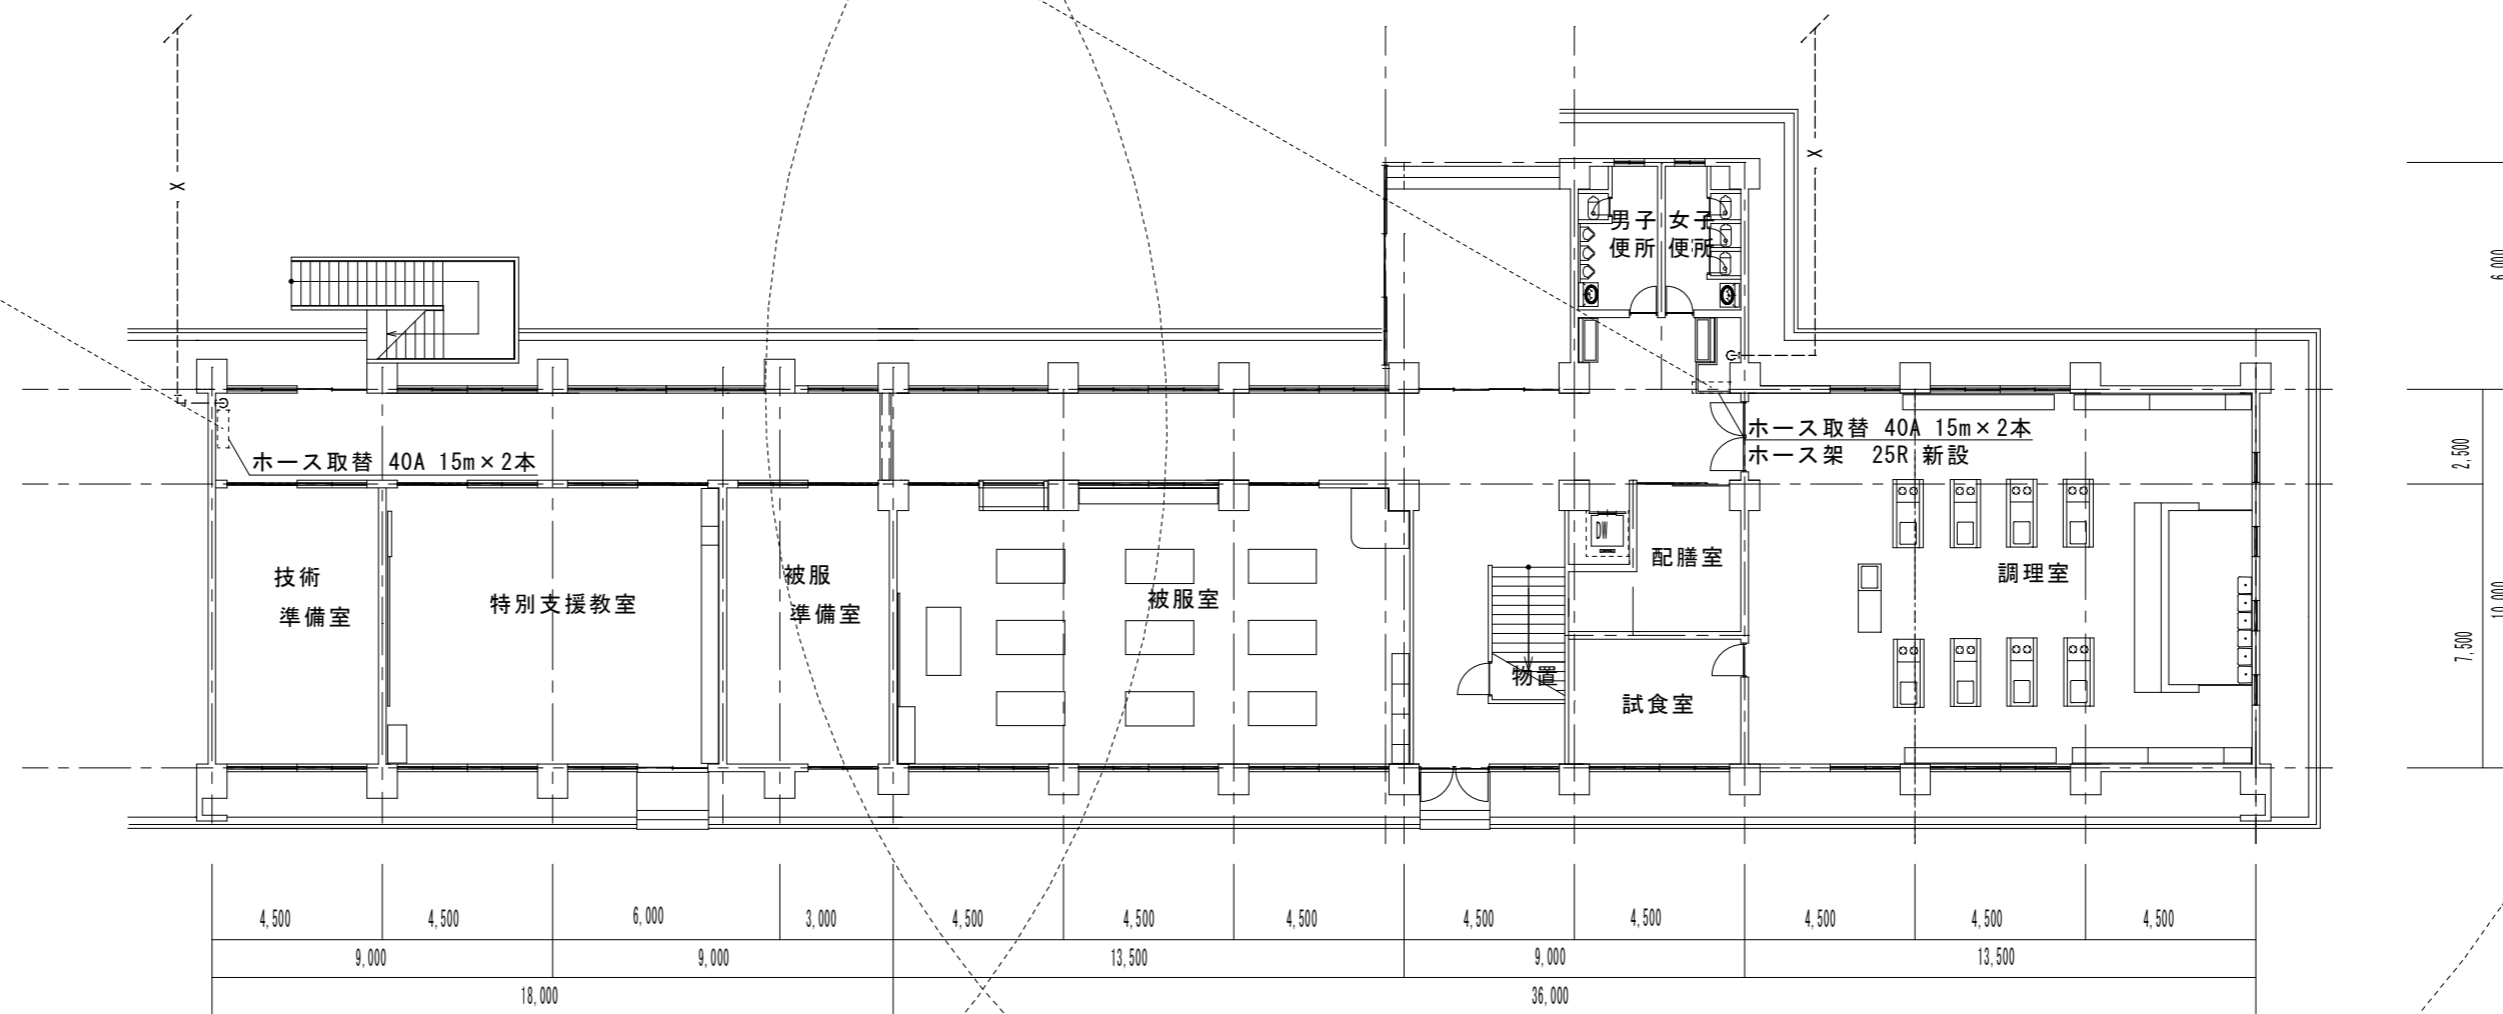 X
X
男子 女子
便所 便所
6,000
ホース取替 40A 15m×2本
ホース架 25R 新設
ホース取替 40A 15m×2本
2,500
DW
配膳室
技術
準備室
特別支援教室
被服
準備室
被服室
調理室
10,000
7,500
物置
試食室
4,500 4,500 6,000 3,000 4,500 4,500 4,500 4,500 4,500 4,500 4,500 4,500
9,000 9,000 13,500 9,000 13,500
18,000 36,000